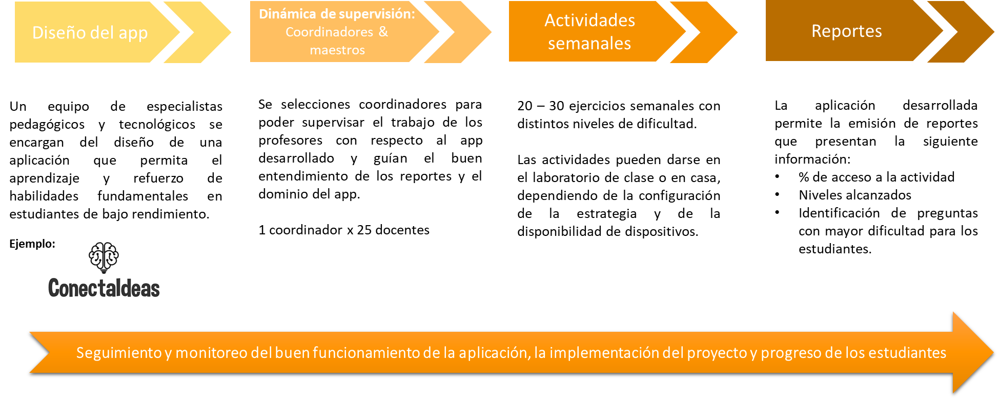 Diseño del app
Un equipo de especialistas
pedagógicos y tecnológicos se
encargan del diseño de una
aplicación que permita el
aprendizaje y refuerzo de
habilidades fundamentales en
estudiantes de bajo rendimiento.
Ejemplo:
ConectaIdeas
Dinámica de supervisión:
Coordinadores &
maestros
Se selecciones coordinadores para
poder supervisar el trabajo de los
profesores con respecto al app
desarrollado y guían el buen
entendimiento de los reportes y el
dominio del app.
1 coordinador x 25 docentes
Actividades
semanales
20 – 30 ejercicios semanales con
distintos niveles de dificultad.
Las actividades pueden darse en
el laboratorio de clase o en casa,
dependiendo de la configuración
de la estrategia y de la
disponibilidad de dispositivos.
Reportes
La aplicación desarrollada
permite la emisión de reportes
que presentan la siguiente
información:
• % de acceso a la actividad
• Niveles alcanzados
• Identificación de preguntas
con mayor dificultad para los
estudiantes.
Seguimiento y monitoreo del buen funcionamiento de la aplicación, la implementación del proyecto y progreso de los estudiantes